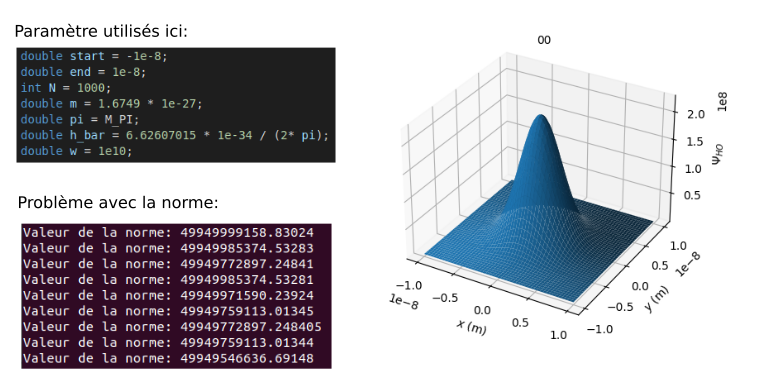 Paramètre utilisés ici:
double start = -1e-8;
double end = 1e-8;
int N = 1000;
double m = 1.6749 * 1e-27;
double pi = M_PI;
double h_bar = 6.62607015 * 1e-34 / (2* pi);
double w = 1e10;
Problème avec la norme:
Valeur de la norme: 49949999158.83024
Valeur de la norme: 49949985374.53283
Valeur de la norme: 49949772897.24841
Valeur de la norme: 49949985374.53281
Valeur de la norme: 49949971590.23924
Valeur de la norme: 49949759113.01345
Valeur de la norme: 49949772897.248405
Valeur de la norme: 49949759113.01344
Valeur de la norme: 49949546636.69148
00
1e8
2.0
1.5
1.0
0.5
Ψ_HO
−1.0
−0.5
0.0
0.5
1.0
1e−8
x (m)
−1.0
−0.5
0.0
0.5
1.0
1e−8
y (m)